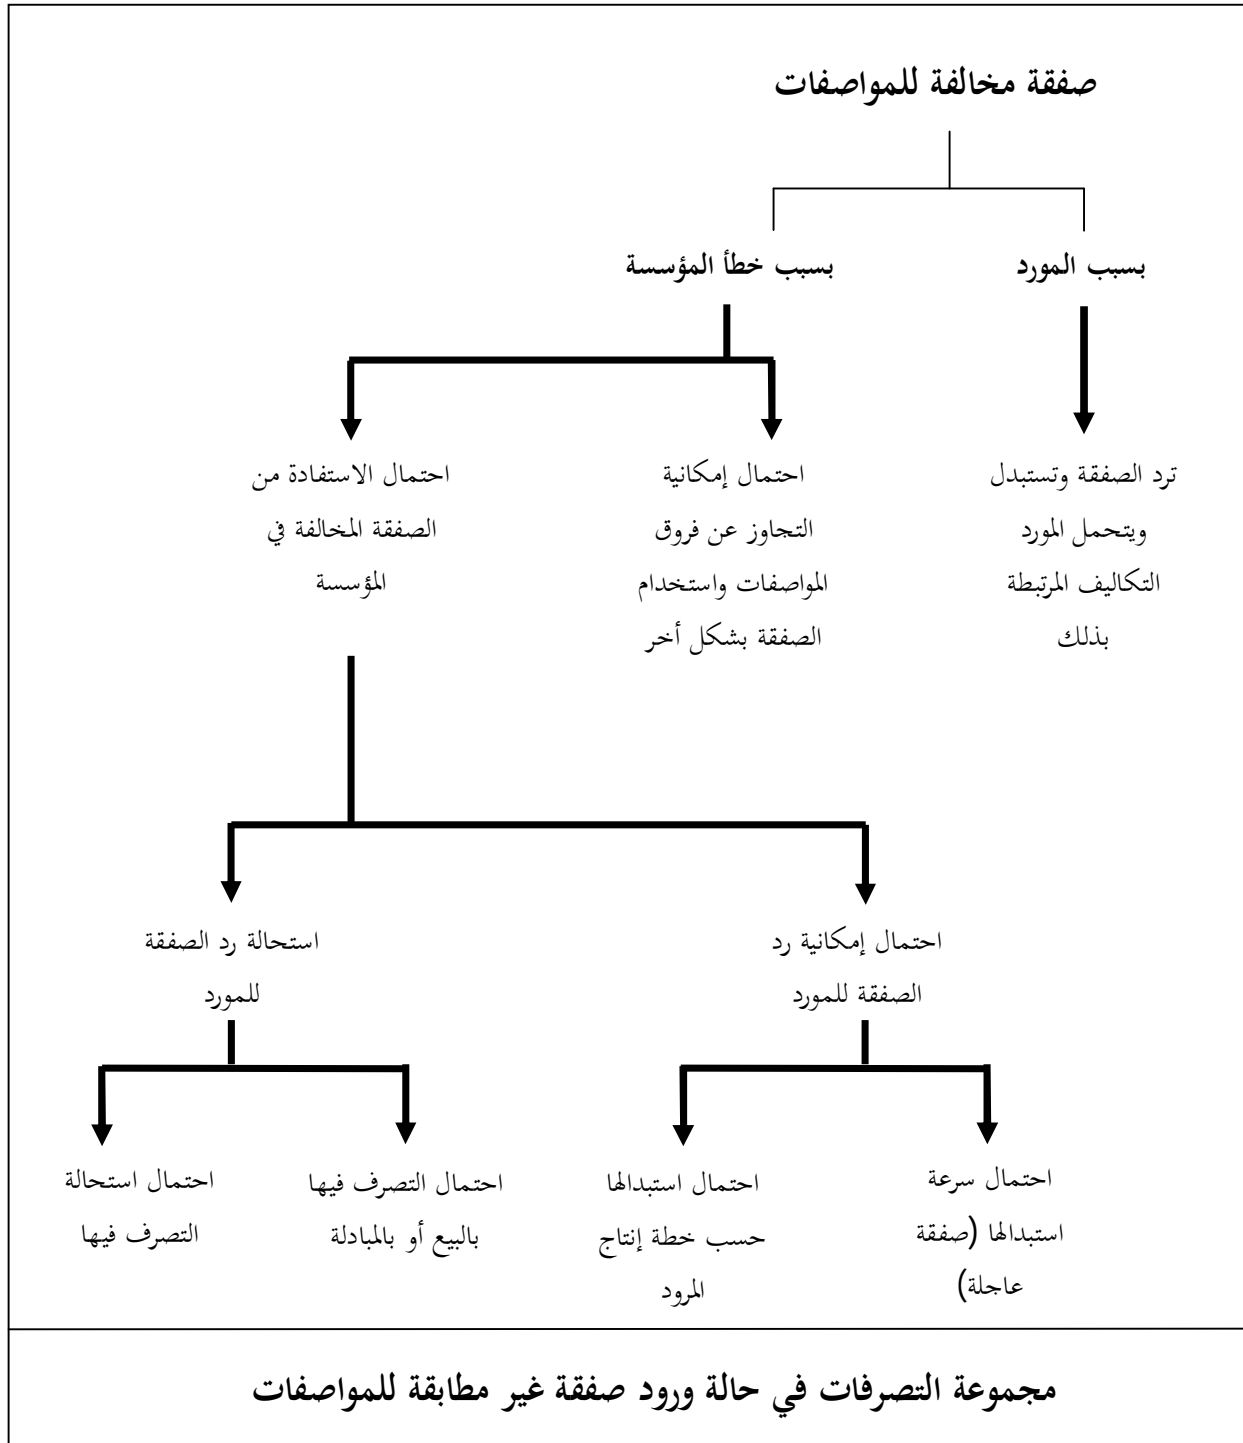 صفقة مخالفة للمواصفات
بسبب المورد
بسبب خطأ المؤسسة
ترد الصفقة وتستبدل
ويتحمل المورد
التكاليف المرتبطة
بذلك
احتمال إمكانية
التجاوز عن فروق
المواصفات واستخدام
الصفقة بشكل أخر
احتمال الاستفادة من
الصفقة المخالفة في
المؤسسة
احتمال إمكانية رد
الصفقة للمورد
استحالة رد الصفقة
للمورد
احتمال سرعة
استبدالها (صفقة
عاجلة)
احتمال استبدالها
حسب خطة إنتاج
المرود
احتمال التصرف فيها
بالبيع أو بالمبادلة
احتمال استحالة
التصرف فيها
مجموعة التصرفات في حالة ورود صفقة غير مطابقة للمواصفات